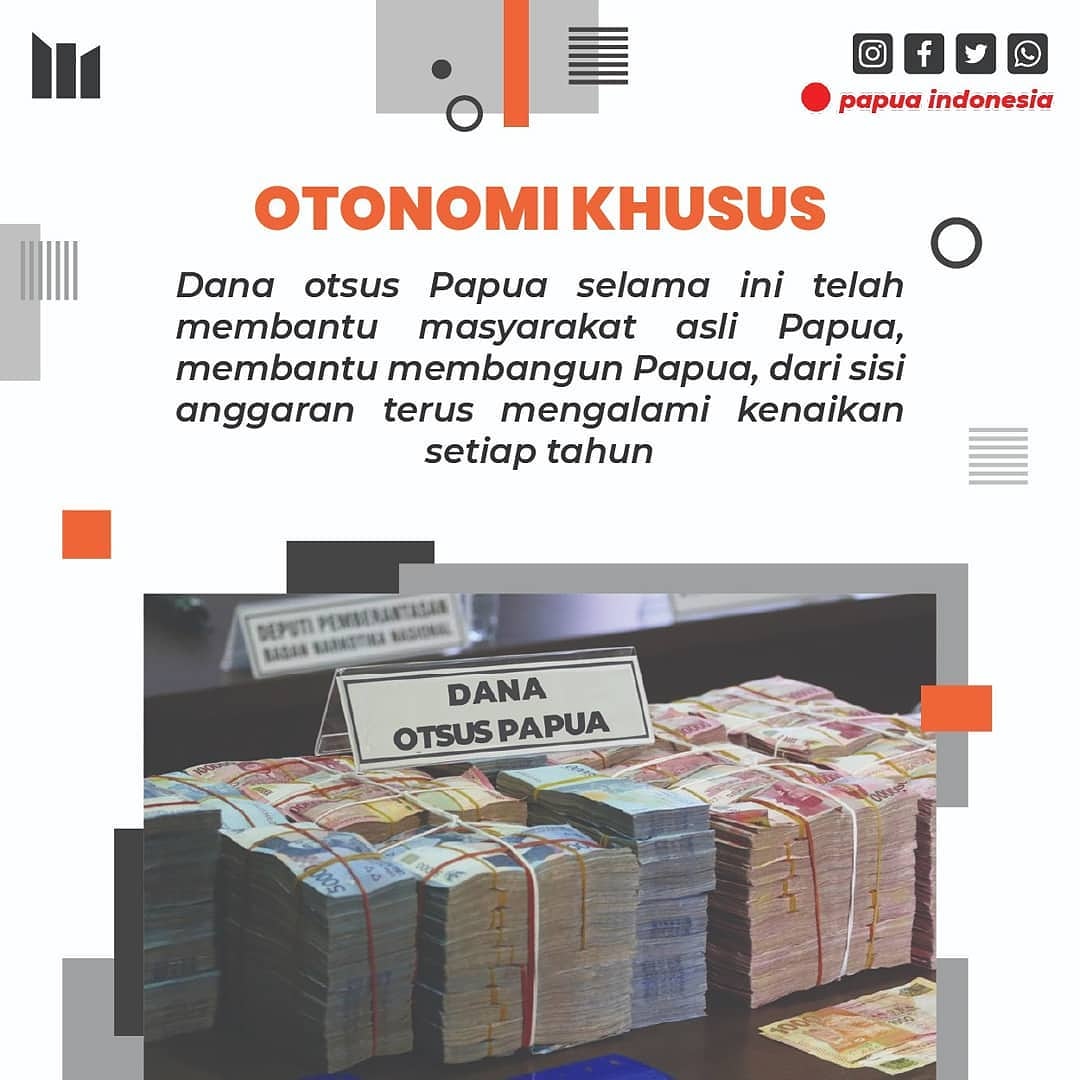 papua indonesia
OTONOMI KHUSUS
Dana otsus Papua selama ini telah
membantu masyarakat asli Papua,
membantu membangun Papua, dari sisi
anggaran terus mengalami kenaikan
setiap tahun
DEPUTI PEMBERANTASAN
BADAN NARKOTIKA NASIONAL
DANA
OTSUS PAPUA